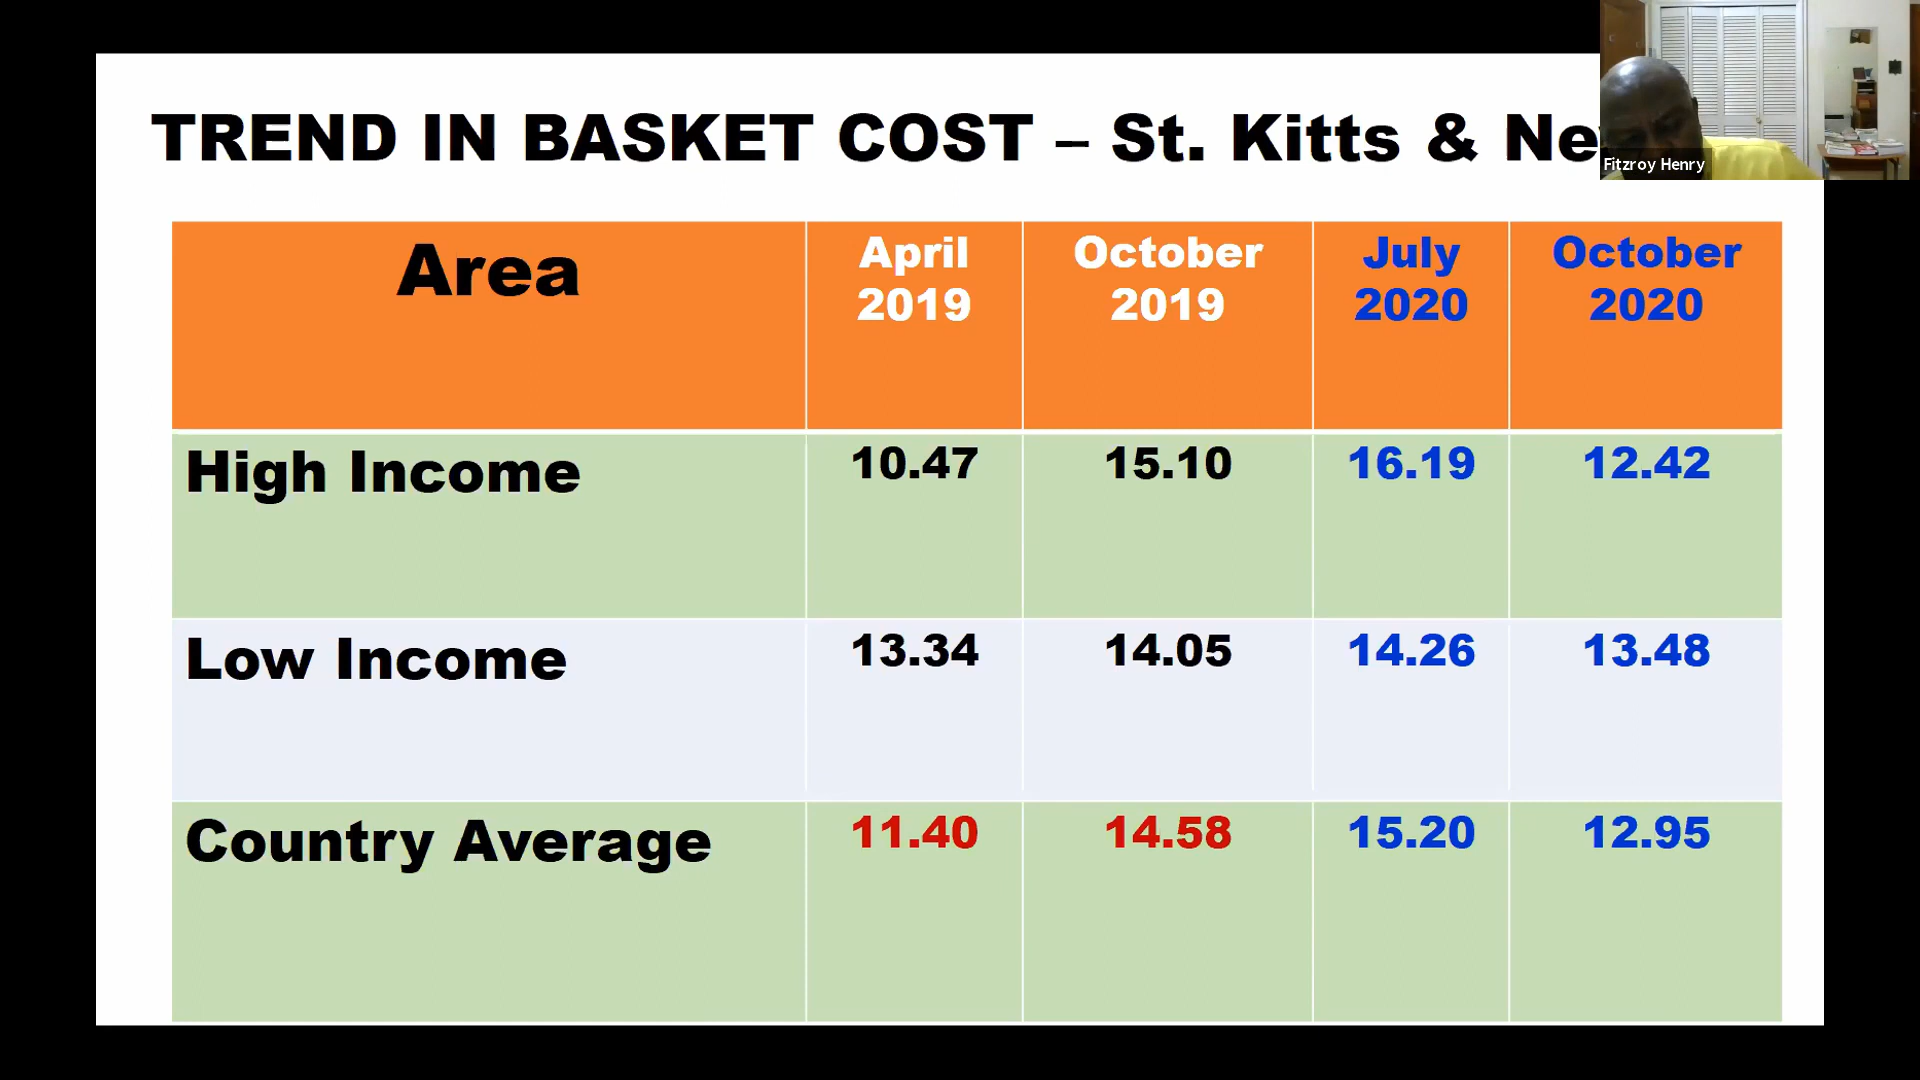 TREND IN BASKET COST – St. Kitts & Ne
Fitzroy Henry
Area
April
2019
October
2019
July
2020
October
2020
High Income
10.47
15.10
16.19
12.42
Low Income
13.34
14.05
14.26
13.48
Country Average
11.40
14.58
15.20
12.95